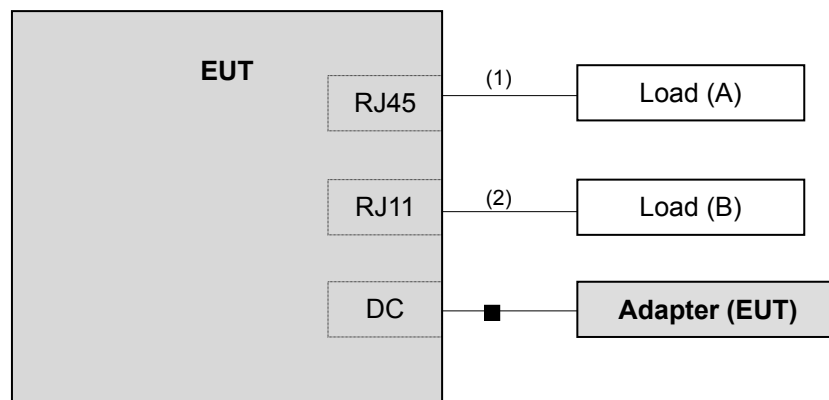 EUT
RJ45
(1)
Load (A)
RJ11
(2)
Load (B)
DC
Adapter (EUT)